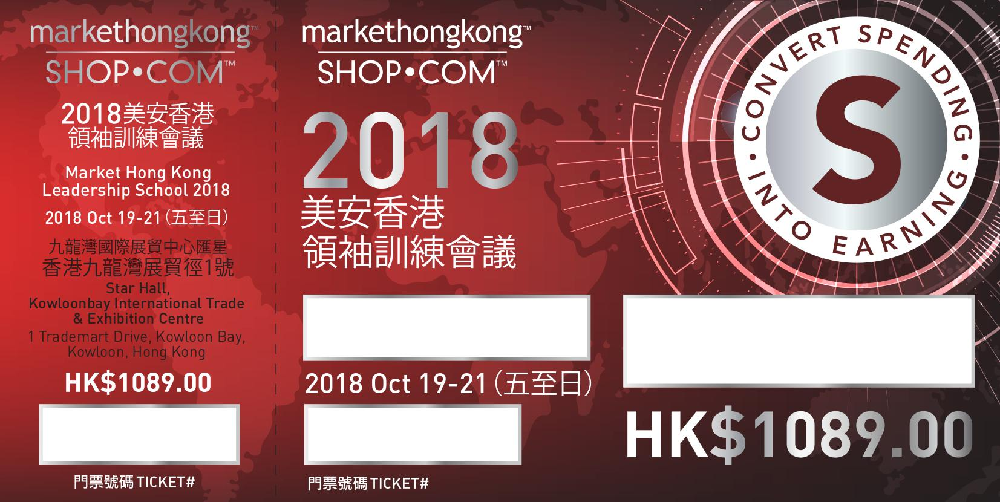 markethongkong™
SHOP•COM™
2018美安香港
領袖訓練會議
Market Hong Kong
Leadership School 2018
2018 Oct 19-21（五至日）
九龍灣國際展貿中心匯星
香港九龍灣展貿徑1號
Star Hall,
Kowloonbay International Trade
& Exhibition Centre
1 Trademart Drive, Kowloon Bay,
Kowloon, Hong Kong
HK$1089.00
門票號碼 TICKET#
markethongkong™
SHOP•COM™
2018
美安香港
領袖訓練會議
2018 Oct 19-21（五至日）
門票號碼 TICKET#
• CONVERT SPENDING •
INTO EARNING
S
HK$1089.00